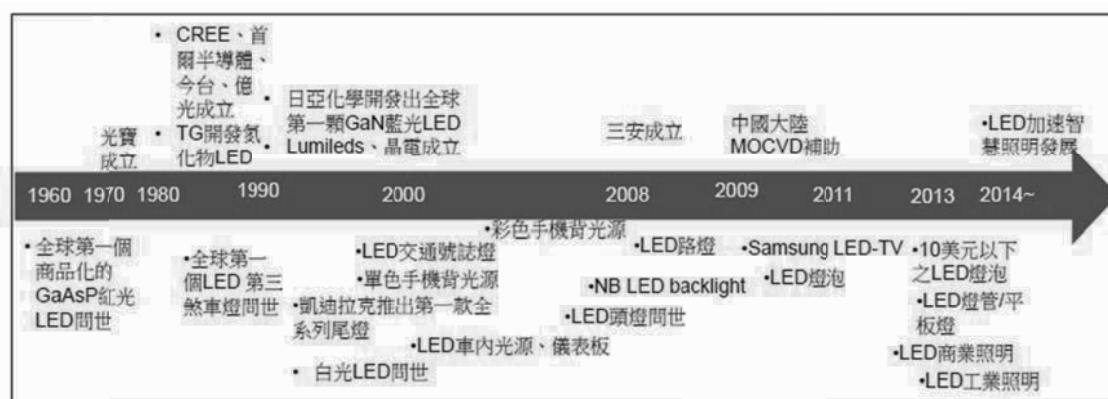 • CREE、首
爾半導體、
今台、億
光成立
• TG開發氮
化物LED
光寶
成立
• 日亞化學開發出全球
第一顆GaN藍光LED
• Lumileds、晶電成立
三安成立
中國大陸
MOCVD補助
•LED加速智
慧照明發展
1960 1970 1980 1990 2000 2008 2009 2011 2013 2014~
•全球第一個
商品化的
GaAsP紅光
LED問世
•全球第一
個LED 第三
煞車燈問世
•彩色手機背光源
•LED交通號誌燈
•單色手機背光源
•凱迪拉克推出第一款全
系列尾燈
•LED車內光源、儀表板
• 白光LED問世
•LED路燈
•NB LED backlight
•LED頭燈問世
•Samsung LED-TV
•LED燈泡
•10美元以下
之LED燈泡
•LED燈管/平
板燈
•LED商業照明
•LED工業照明